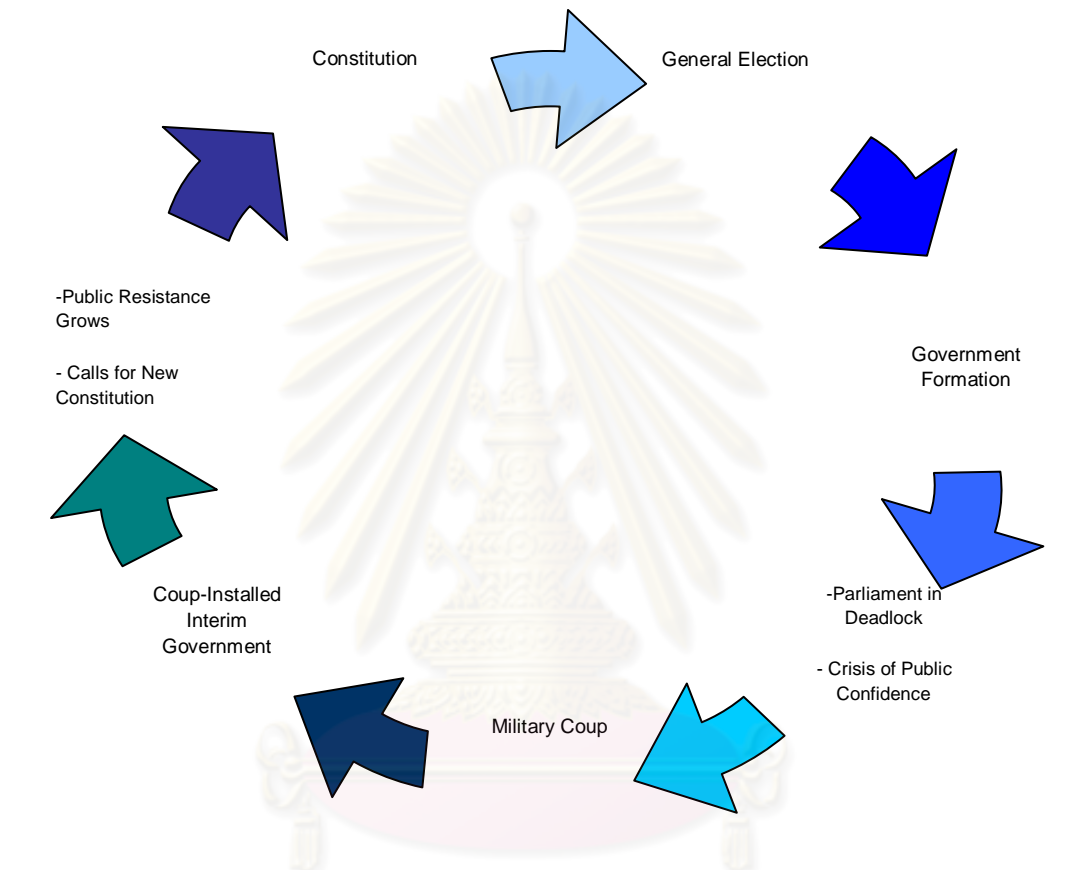 Constitution
General Election
Government
Formation
-Parliament in
Deadlock
- Crisis of Public
Confidence
Military Coup
Coup-Installed
Interim
Government
-Public Resistance
Grows
- Calls for New
Constitution